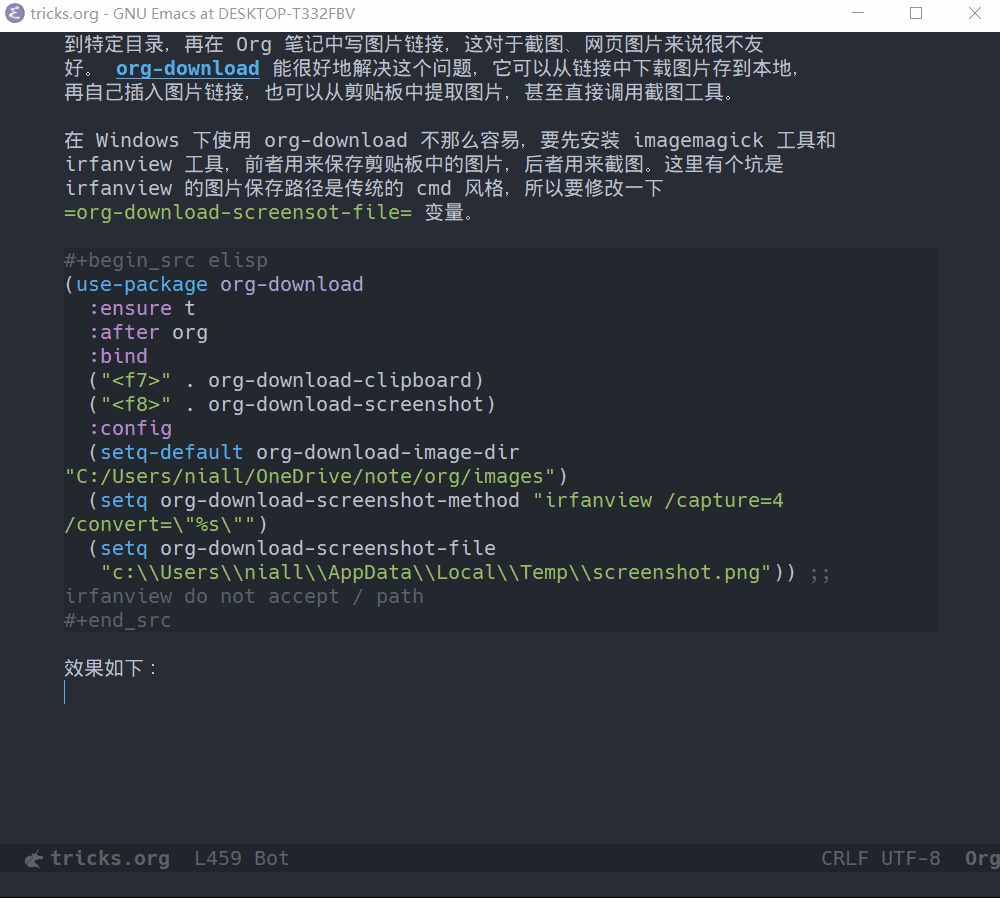 tricks.org - GNU Emacs at DESKTOP-T332FBV
到特定目录，再在 Org 笔记中写图片链接，这对于截图、网页图片来说很不友
好。 org-download 能很好地解决这个问题，它可以从链接中下载图片存到本地，
再自己插入图片链接，也可以从剪贴板中提取图片，甚至直接调用截图工具。
在 Windows 下使用 org-download 不那么容易，要先安装 imagemagick 工具和
irfanview 工具，前者用来保存剪贴板中的图片，后者用来截图。这里有个坑是
irfanview 的图片保存路径是传统的 cmd 风格，所以要修改一下
=org-download-screensot-file= 变量。
#+begin_src elisp
(use-package org-download
  :ensure t
  :after org
  :bind
  ("<f7>" . org-download-clipboard)
  ("<f8>" . org-download-screenshot)
  :config
  (setq-default org-download-image-dir
"C:/Users/niall/OneDrive/note/org/images")
  (setq org-download-screenshot-method "irfanview /capture=4
/convert=\"%s\"")
  (setq org-download-screenshot-file
   "c:\\Users\\niall\\AppData\\Local\\Temp\\screenshot.png")) ;;
irfanview do not accept / path
#+end_src
效果如下：
tricks.org  L459 Bot  CRLF UTF-8  Org